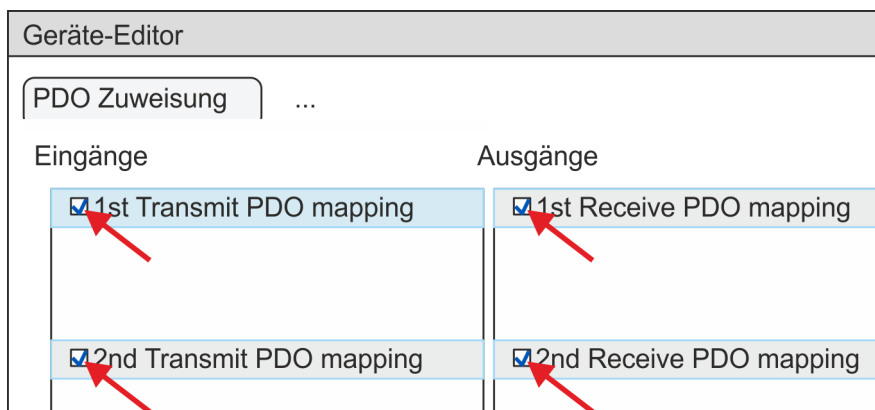 Geräte-Editor
PDO Zuweisung ...
Eingänge Ausgänge
1st Transmit PDO mapping 1st Receive PDO mapping
2nd Transmit PDO mapping 2nd Receive PDO mapping